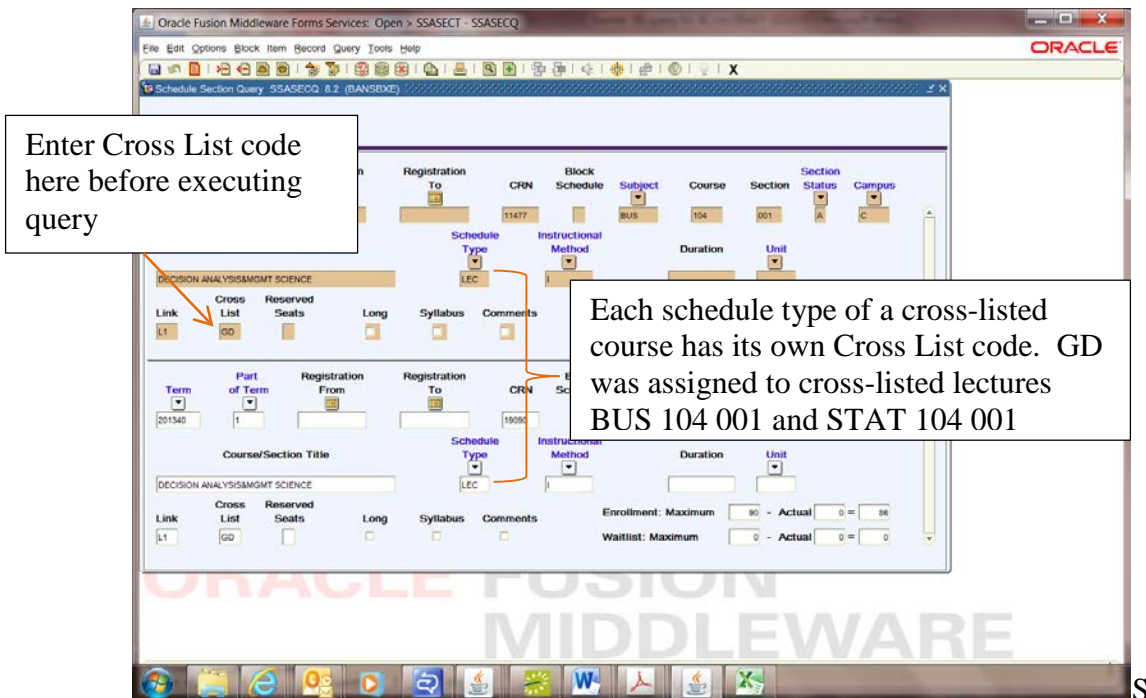 Oracle Fusion Middleware Forms Services: Open > SSASECT - SSASECQ
File Edit Options Block Item Record Query Tools Help
ORACLE
Schedule Section Query SSASECQ 8.2 (BANSBXE)
Enter Cross List code
here before executing
query
Registration To CRN Block Schedule Subject Course Section Section Status Campus
11477 BUS 104 001 A C
Schedule Type Instructional Method Duration Unit
DECISION ANALYSIS&MGMT SCIENCE LEC I
Link Cross List Reserved Seats Long Syllabus Comments
L1 GD
Each schedule type of a cross-listed
course has its own Cross List code. GD
was assigned to cross-listed lectures
BUS 104 001 and STAT 104 001
Term Part of Term Registration From Registration To CRN
201340 1 19090
Course/Section Title Schedule Type Instructional Method Duration Unit
DECISION ANALYSIS&MGMT SCIENCE LEC I
Link Cross List Reserved Seats Long Syllabus Comments
L1 GD
Enrollment: Maximum 90 - Actual 0 = 86
Waitlist: Maximum 0 - Actual 0 = 0
ORACLE FUSION
MIDDLEWARE
S